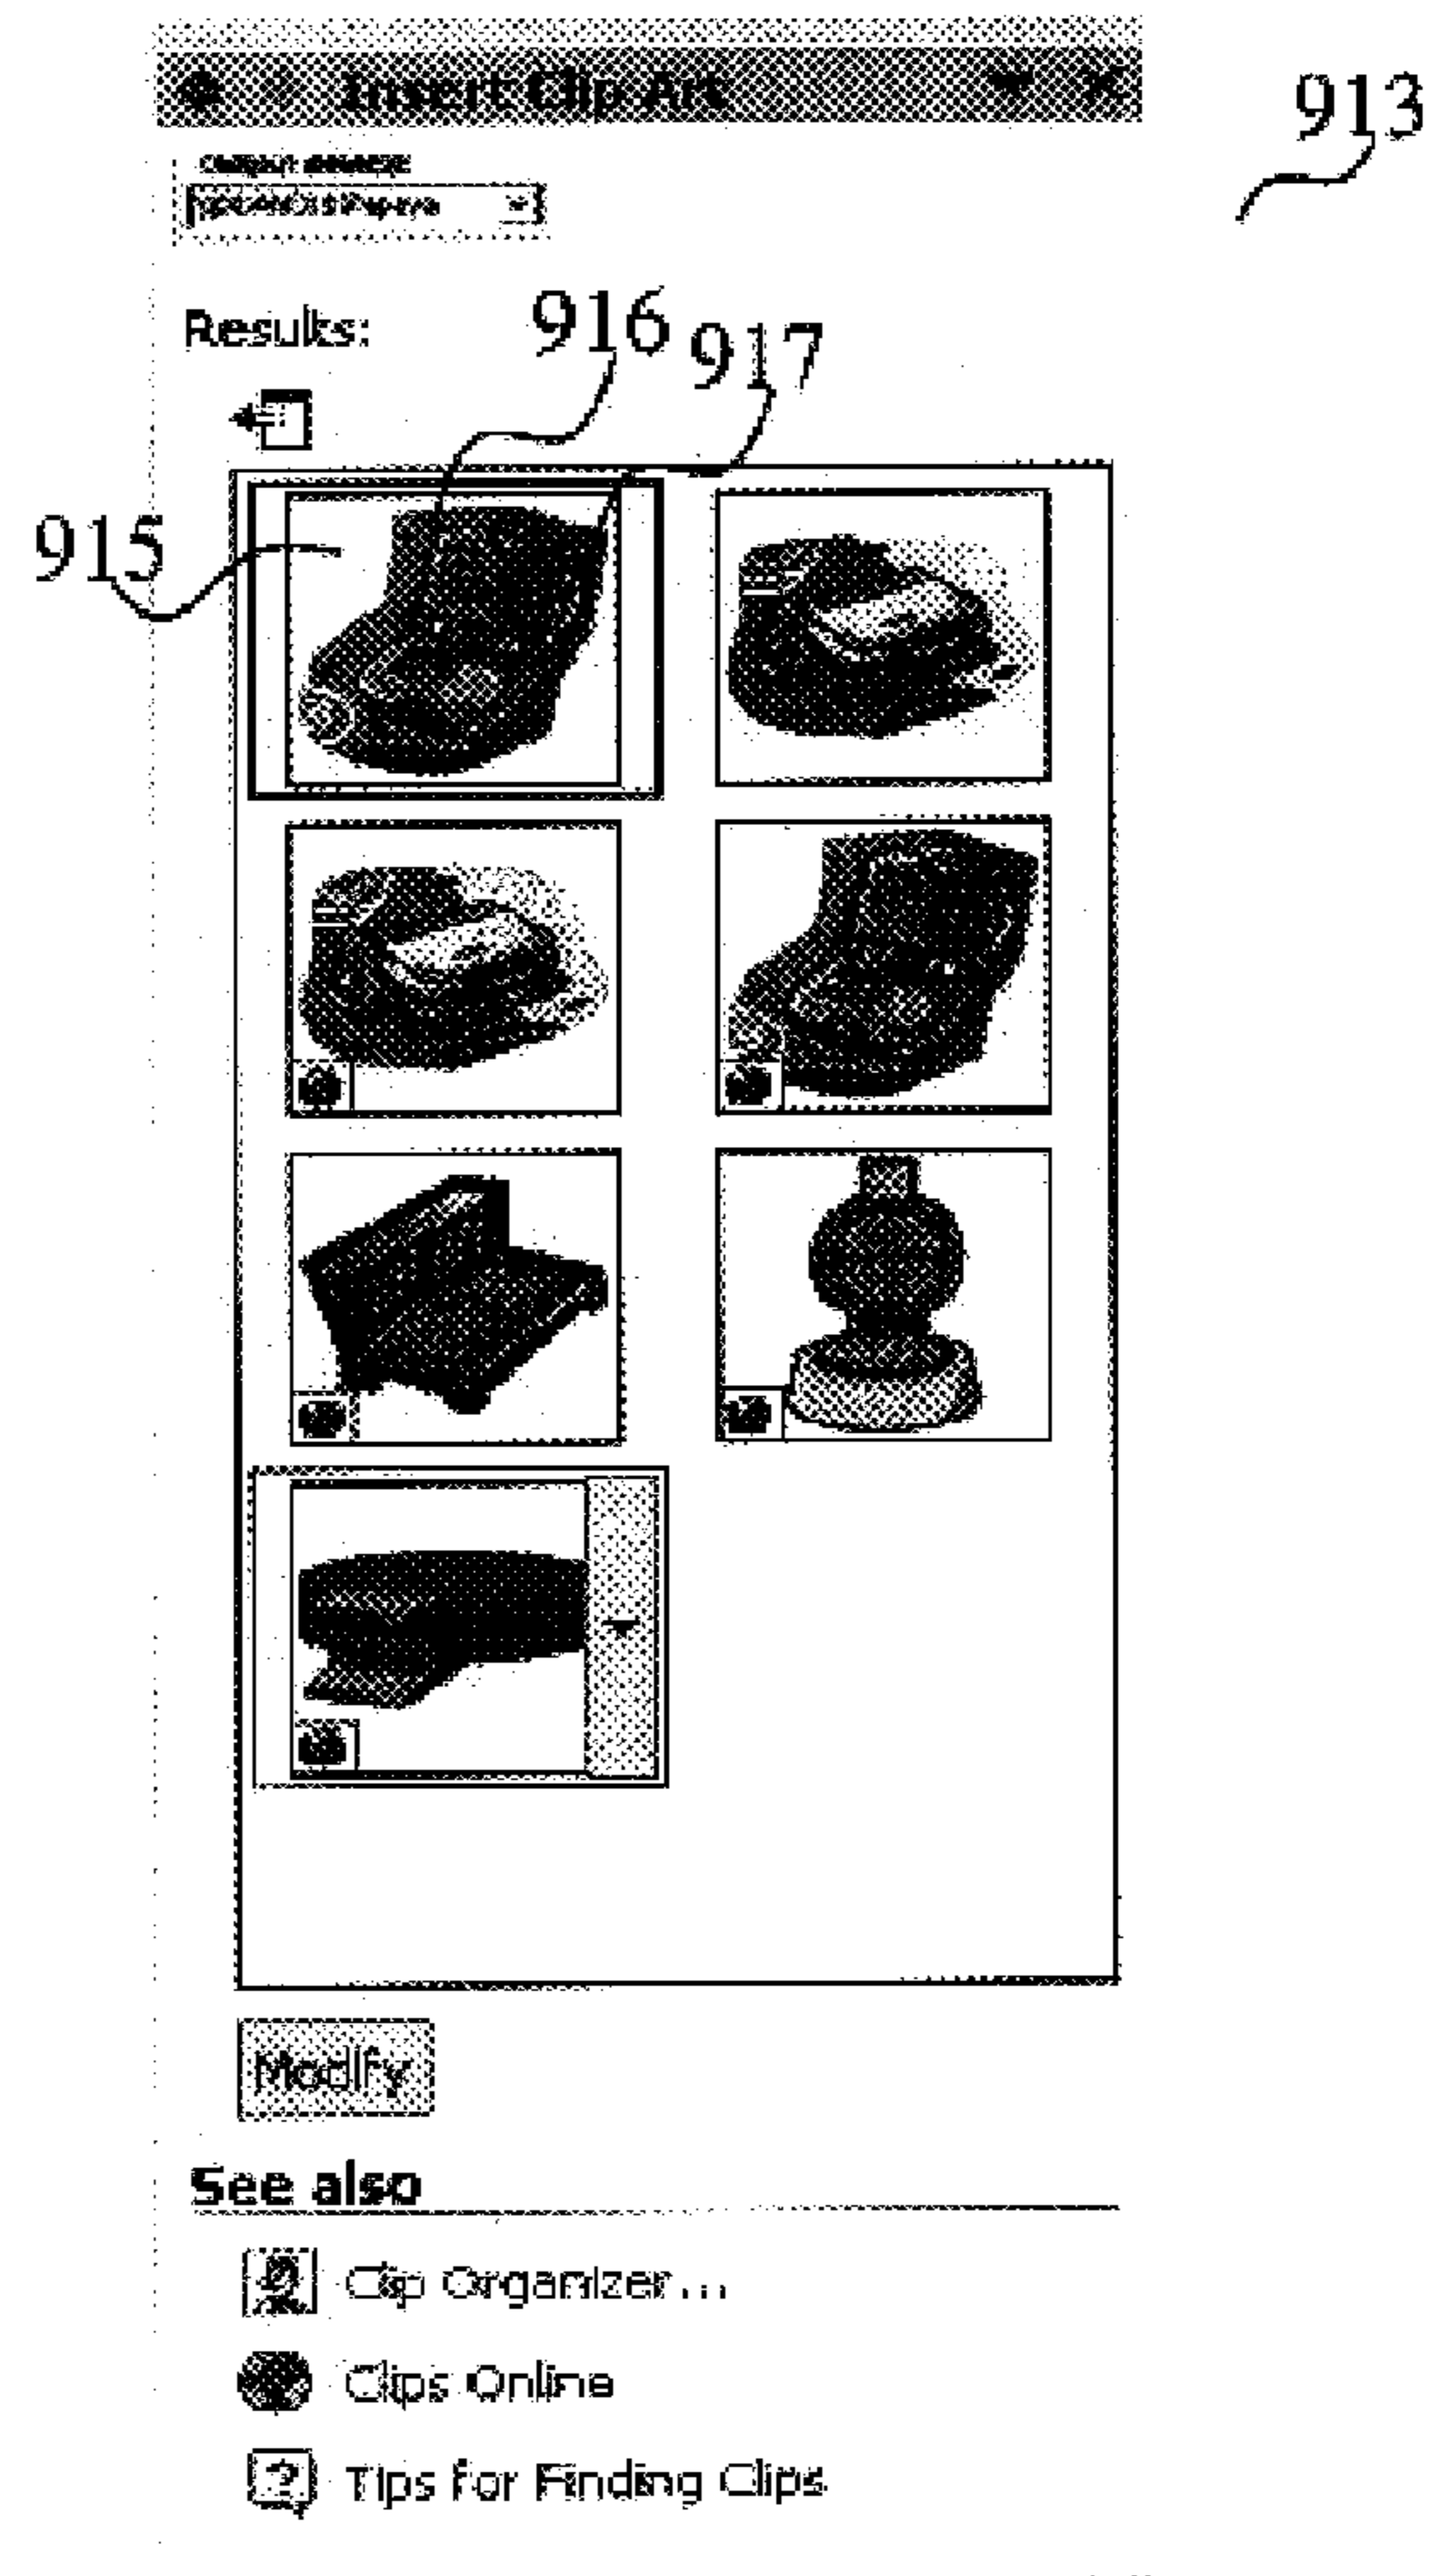 Insert Clip Art
913
Results:
916
917
915
Modify
See also
Clip Organizer...
Clips Online
? Tips for Finding Clips